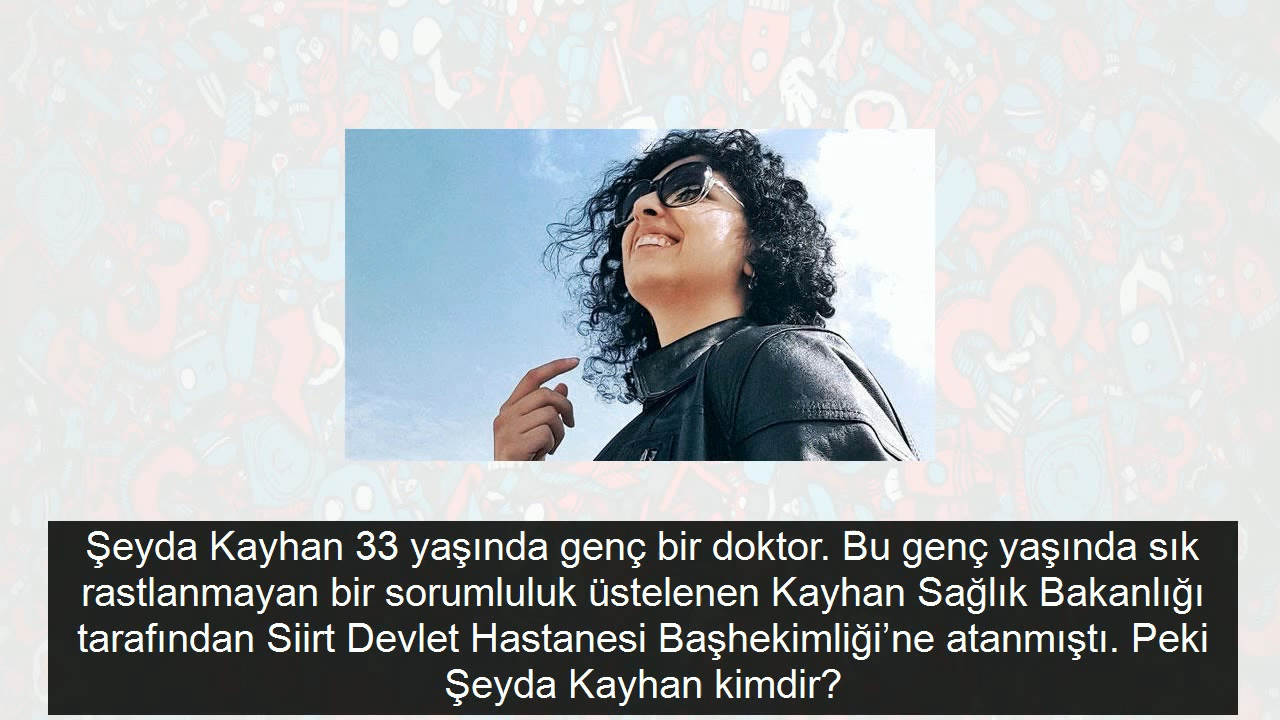 Şeyda Kayhan 33 yaşında genç bir doktor. Bu genç yaşında sık
rastlanmayan bir sorumluluk üstelenen Kayhan Sağlık Bakanlığı
tarafından Siirt Devlet Hastanesi Başhekimliği’ne atanmıştı. Peki
Şeyda Kayhan kimdir?